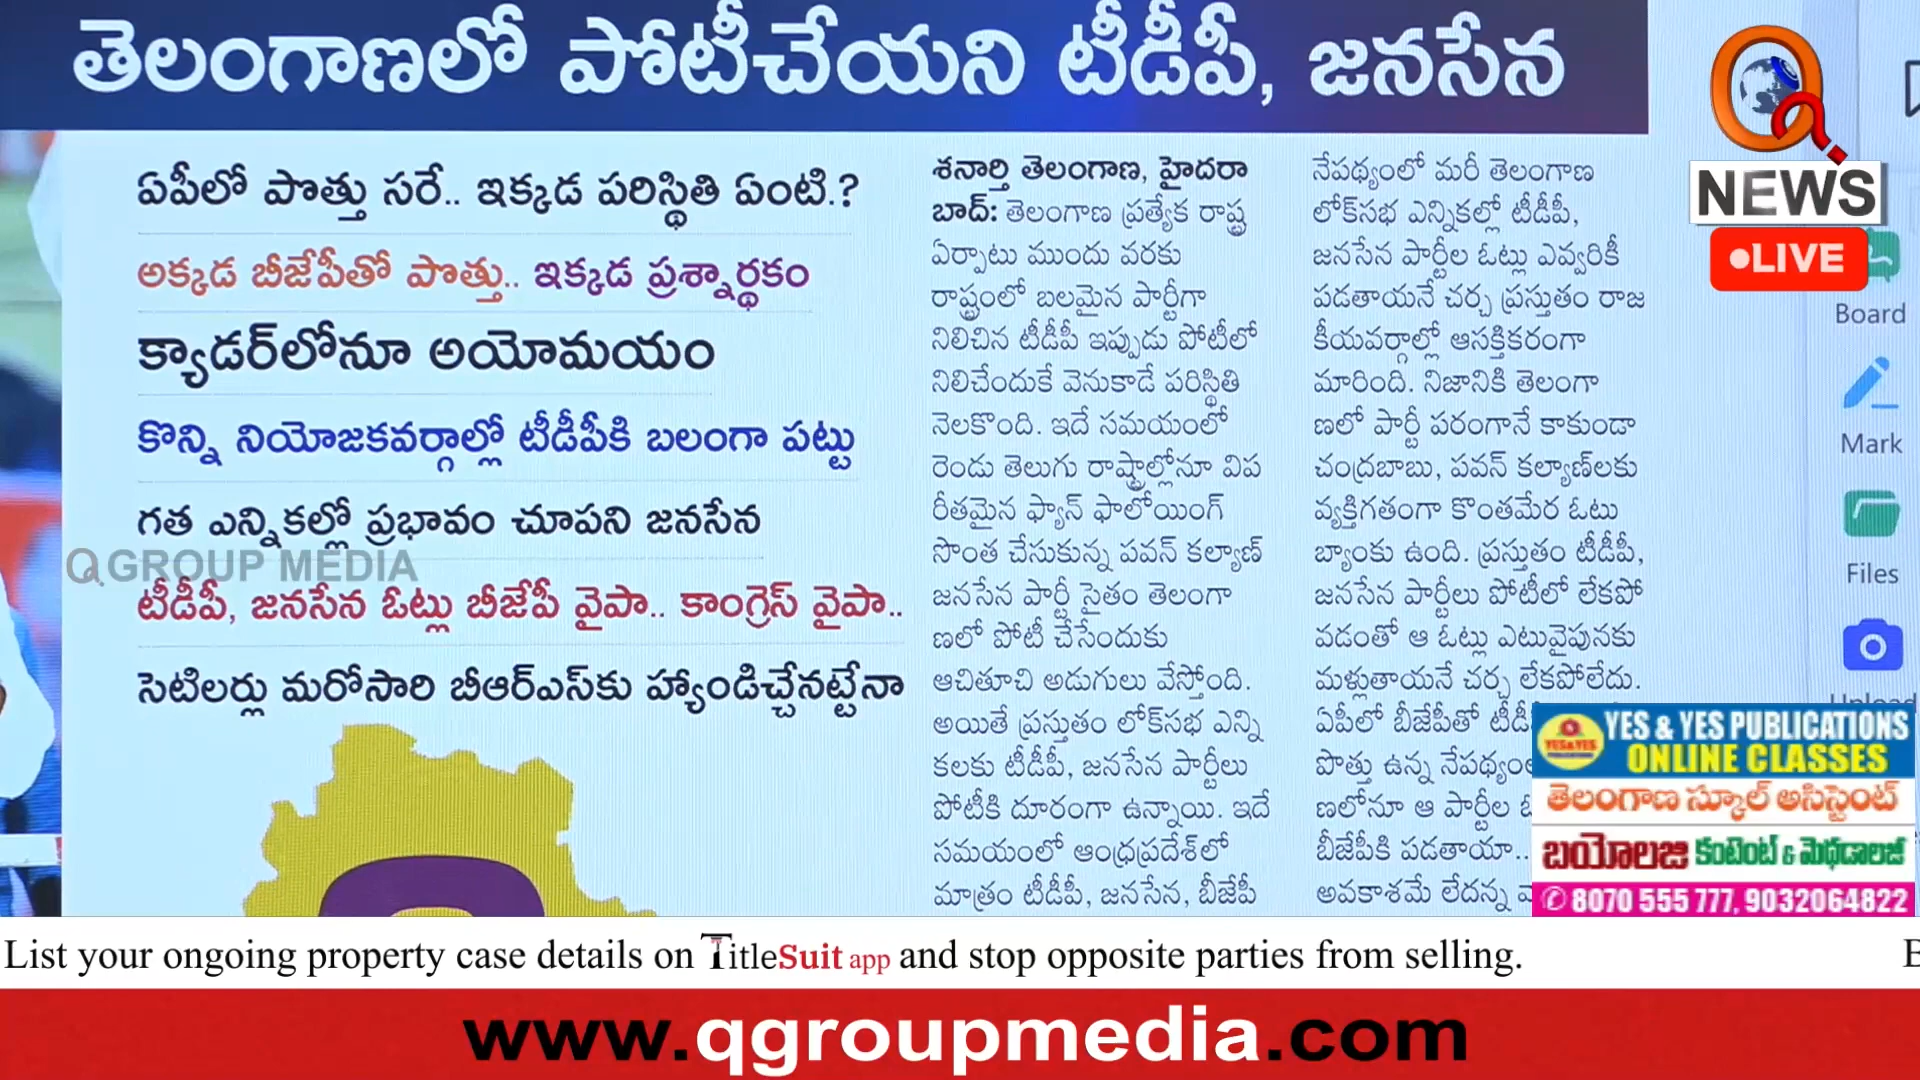 తెలంగాణలో పోటీచేయని టీడీపీ, జనసేన
ఏపీలో పొత్తు సరే.. ఇక్కడ పరిస్థితి ఏంటి.?
అక్కడ బీజేపీతో పొత్తు.. ఇక్కడ ప్రశ్నార్థకం
క్యాడర్‌లోనూ అయోమయం
కొన్ని నియోజకవర్గాల్లో టీడీపీకి బలంగా పట్టు
గత ఎన్నికల్లో ప్రభావం చూపని జనసేన
టీడీపీ, జనసేన ఓట్లు బీజేపీ వైపా.. కాంగ్రెస్ వైపా..
సెటిలర్లు మరోసారి బీఆర్ఎస్‌కు హ్యాండిచ్చేనట్టేనా
Q GROUP MEDIA
శనార్తి తెలంగాణ, హైదరా
బాద్: తెలంగాణ ప్రత్యేక రాష్ట్ర
ఏర్పాటు ముందు వరకు
రాష్ట్రంలో బలమైన పార్టీగా
నిలిచిన టీడీపీ ఇప్పుడు పోటీలో
నిలిచేందుకే వెనుకాడే పరిస్థితి
నెలకొంది. ఇదే సమయంలో
రెండు తెలుగు రాష్ట్రాల్లోనూ విప
రీతమైన ఫ్యాన్ ఫాలోయింగ్
సొంత చేసుకున్న పవన్ కల్యాణ్
జనసేన పార్టీ సైతం తెలంగా
ణలో పోటీ చేసేందుకు
ఆచితూచి అడుగులు వేస్తోంది.
అయితే ప్రస్తుతం లోక్‌సభ ఎన్ని
కలకు టీడీపీ, జనసేన పార్టీలు
పోటీకి దూరంగా ఉన్నాయి. ఇదే
సమయంలో ఆంధ్రప్రదేశ్‌లో
మాత్రం టీడీపీ, జనసేన, బీజేపీ
నేపథ్యంలో మరీ తెలంగాణ
లోక్‌సభ ఎన్నికల్లో టీడీపీ,
జనసేన పార్టీల ఓట్లు ఎవ్వరికీ
పడతాయనే చర్చ ప్రస్తుతం రాజ
కీయవర్గాల్లో ఆసక్తికరంగా
మారింది. నిజానికి తెలంగా
ణలో పార్టీ పరంగానే కాకుండా
చంద్రబాబు, పవన్ కల్యాణ్‌లకు
వ్యక్తిగతంగా కొంతమేర ఓటు
బ్యాంకు ఉంది. ప్రస్తుతం టీడీపీ,
జనసేన పార్టీలు పోటీలో లేకపో
వడంతో ఆ ఓట్లు ఎటువైపునకు
మళ్లుతాయనే చర్చ లేకపోలేదు.
ఏపీలో బీజేపీతో
పొత్తు ఉన్న
ణలోనూ ఆ పార్టీల
బీజేపీకి పడతాయా..
అవకాశమే లేదన్న
Q
NEWS
LIVE
Board
Mark
Files
YES & YES PUBLICATIONS
ONLINE CLASSES
తెలంగాణ స్కూల్ అసిస్టెంట్
బయోలజి కంటెంట్ & మెథడాలజీ
8070 555 777, 9032064822
List your ongoing property case details on TitleSuit app and stop opposite parties from selling.
www.qgroupmedia.com